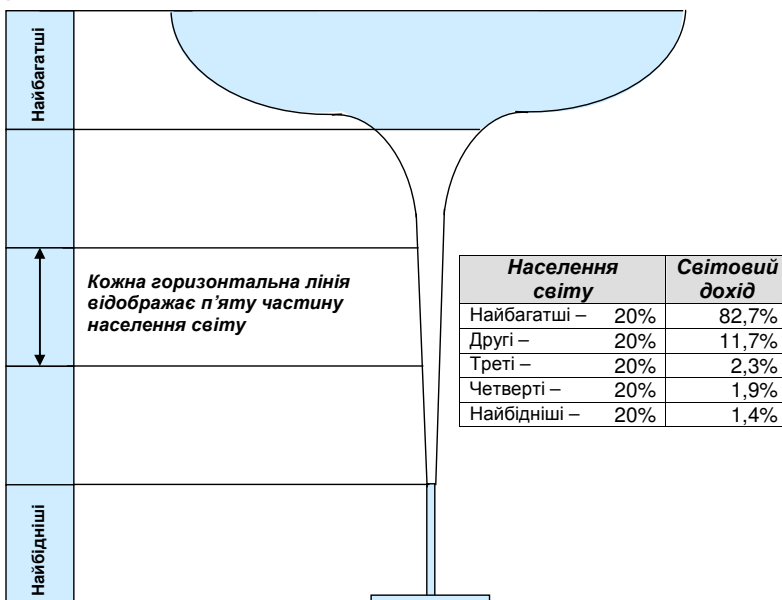 Найбагатші
Кожна горизонтальна лінія
відображає п’яту частину
населення світу
Населення світу Світовий дохід
Найбагатші – 20% 82,7%
Другі – 20% 11,7%
Треті – 20% 2,3%
Четверті – 20% 1,9%
Найбідніші – 20% 1,4%
Найбідніші